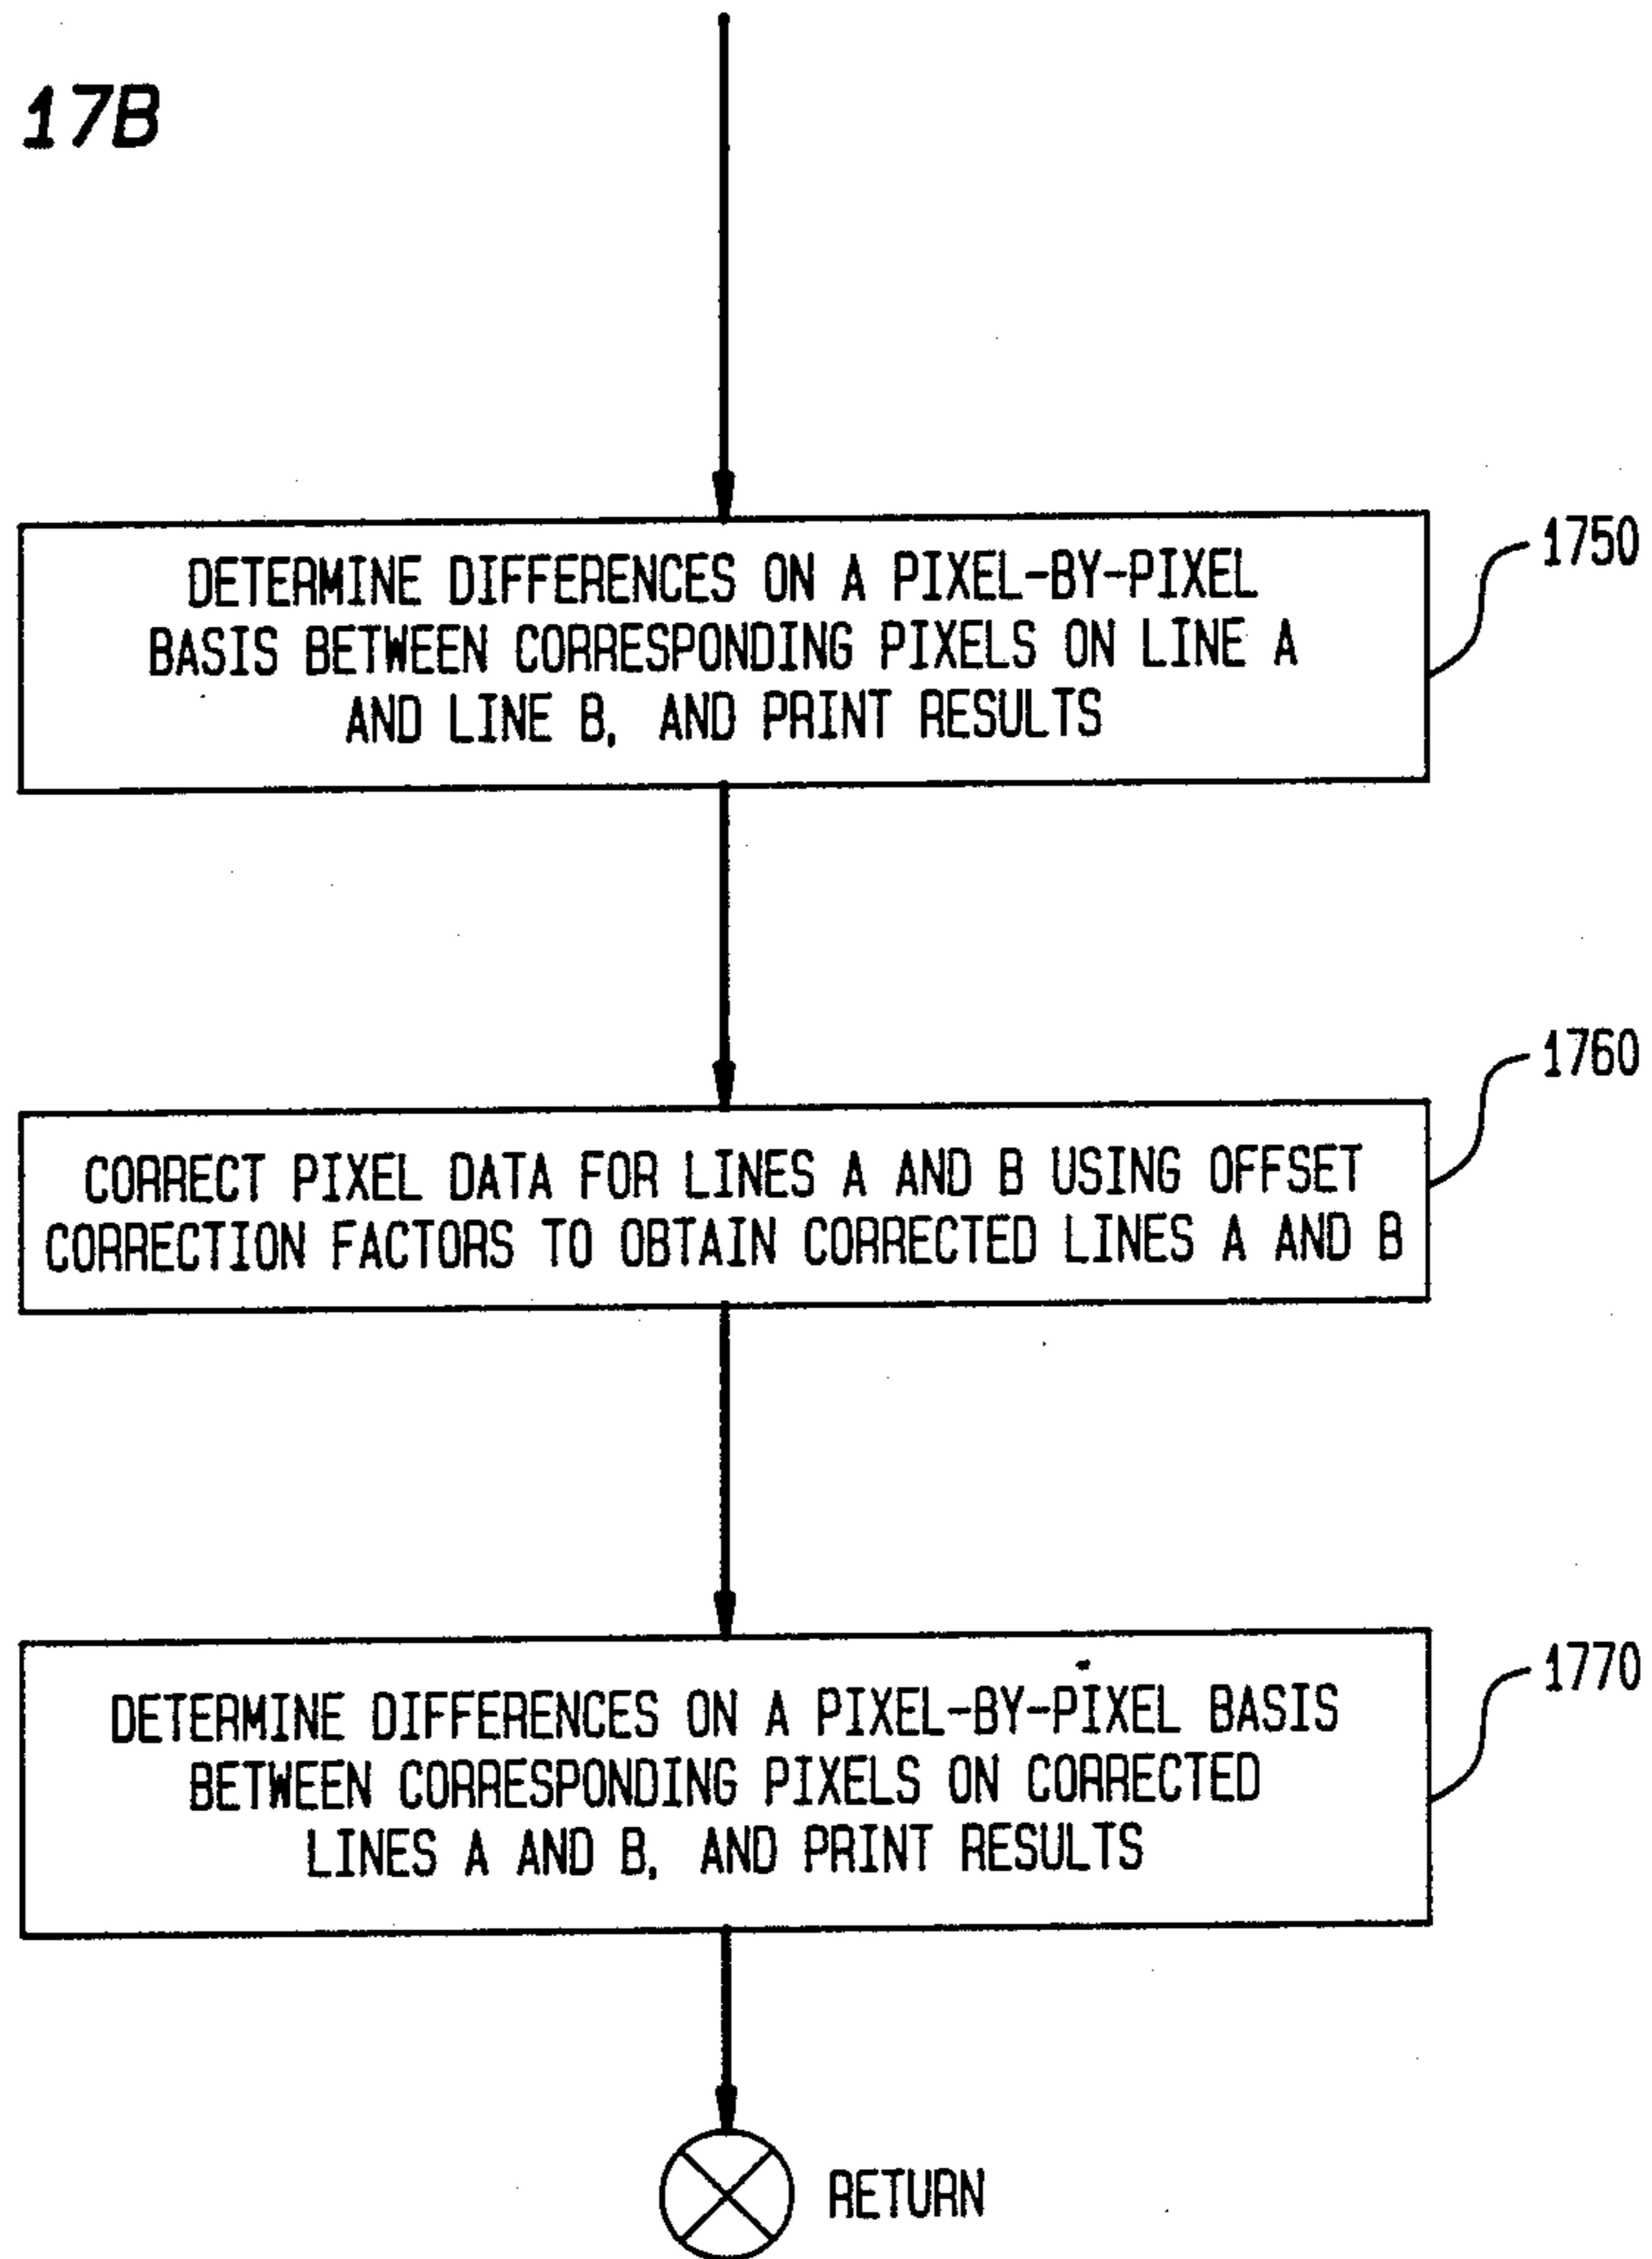 17B
DETERMINE DIFFERENCES ON A PIXEL-BY-PIXEL
BASIS BETWEEN CORRESPONDING PIXELS ON LINE A
AND LINE B, AND PRINT RESULTS
1750
CORRECT PIXEL DATA FOR LINES A AND B USING OFFSET
CORRECTION FACTORS TO OBTAIN CORRECTED LINES A AND B
1760
DETERMINE DIFFERENCES ON A PIXEL-BY-PIXEL BASIS
BETWEEN CORRESPONDING PIXELS ON CORRECTED
LINES A AND B, AND PRINT RESULTS
1770
RETURN